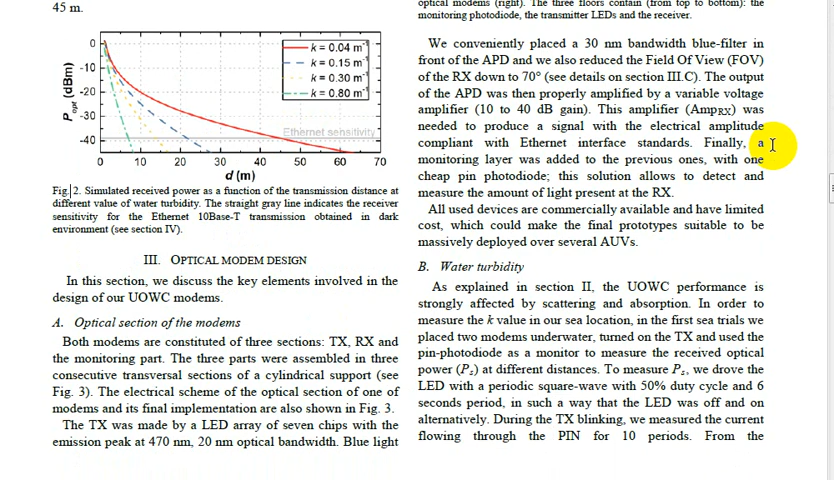 45 m.
0
-10
-20
-30
-40
P_opt (dBm)
k = 0.04 m⁻¹
k = 0.15 m⁻¹
k = 0.30 m⁻¹
k = 0.80 m⁻¹
Ethernet sensitivity
0 10 20 30 40 50 60 70
d (m)
Fig. 2. Simulated received power as a function of the transmission distance at
different value of water turbidity. The straight gray line indicates the receiver
sensitivity for the Ethernet 10Base-T transmission obtained in dark
environment (see section IV).
III. OPTICAL MODEM DESIGN
In this section, we discuss the key elements involved in the
design of our UOWC modems.
A. Optical section of the modems
Both modems are constituted of three sections: TX, RX and
the monitoring part. The three parts were assembled in three
consecutive transversal sections of a cylindrical support (see
Fig. 3). The electrical scheme of the optical section of one of
modems and its final implementation are also shown in Fig. 3.
The TX was made by a LED array of seven chips with the
emission peak at 470 nm, 20 nm optical bandwidth. Blue light
optical modems (right). The three floors contain (from top to bottom): the
monitoring photodiode, the transmitter LEDs and the receiver.
We conveniently placed a 30 nm bandwidth blue-filter in
front of the APD and we also reduced the Field Of View (FOV)
of the RX down to 70° (see details on section III.C). The output
of the APD was then properly amplified by a variable voltage
amplifier (10 to 40 dB gain). This amplifier (AmpRX) was
needed to produce a signal with the electrical amplitude
compliant with Ethernet interface standards. Finally, a
monitoring layer was added to the previous ones, with one
cheap pin photodiode; this solution allows to detect and
measure the amount of light present at the RX.
All used devices are commercially available and have limited
cost, which could make the final prototypes suitable to be
massively deployed over several AUVs.
B. Water turbidity
As explained in section II, the UOWC performance is
strongly affected by scattering and absorption. In order to
measure the k value in our sea location, in the first sea trials we
placed two modems underwater, turned on the TX and used the
pin-photodiode as a monitor to measure the received optical
power (Ps) at different distances. To measure Ps, we drove the
LED with a periodic square-wave with 50% duty cycle and 6
seconds period, in such a way that the LED was off and on
alternatively. During the TX blinking, we measured the current
flowing through the PIN for 10 periods. From the